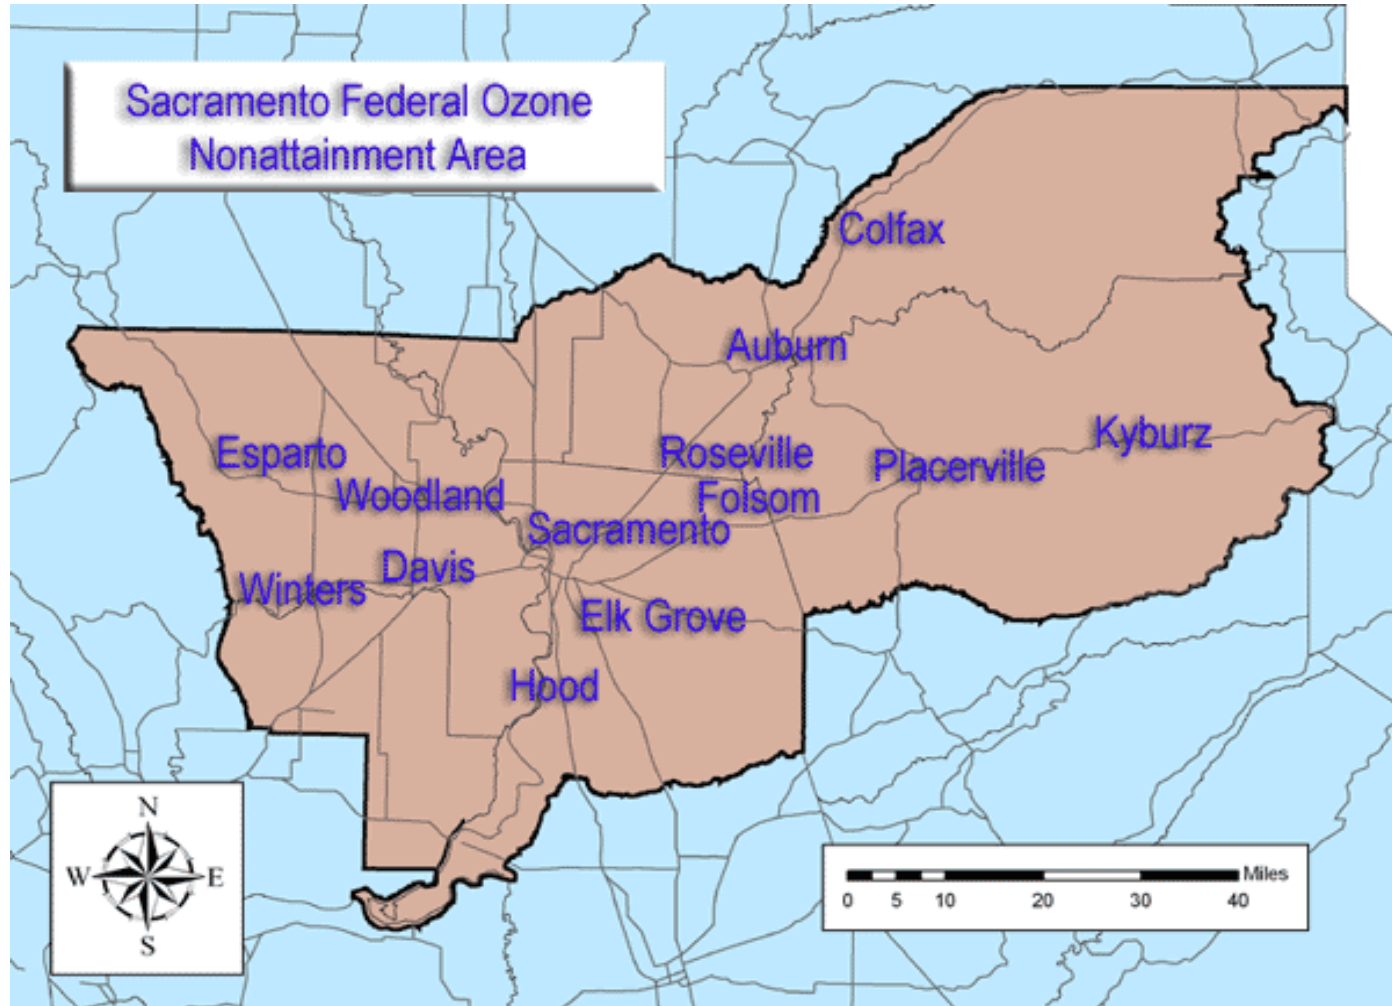 Sacramento Federal Ozone
Nonattainment Area
Colfax
Auburn
Kyburz
Esparto
Roseville
Placerville
Woodland
Folsom
Sacramento
Davis
Winters
Elk Grove
Hood
N
W E
S
Miles
0 5 10 20 30 40